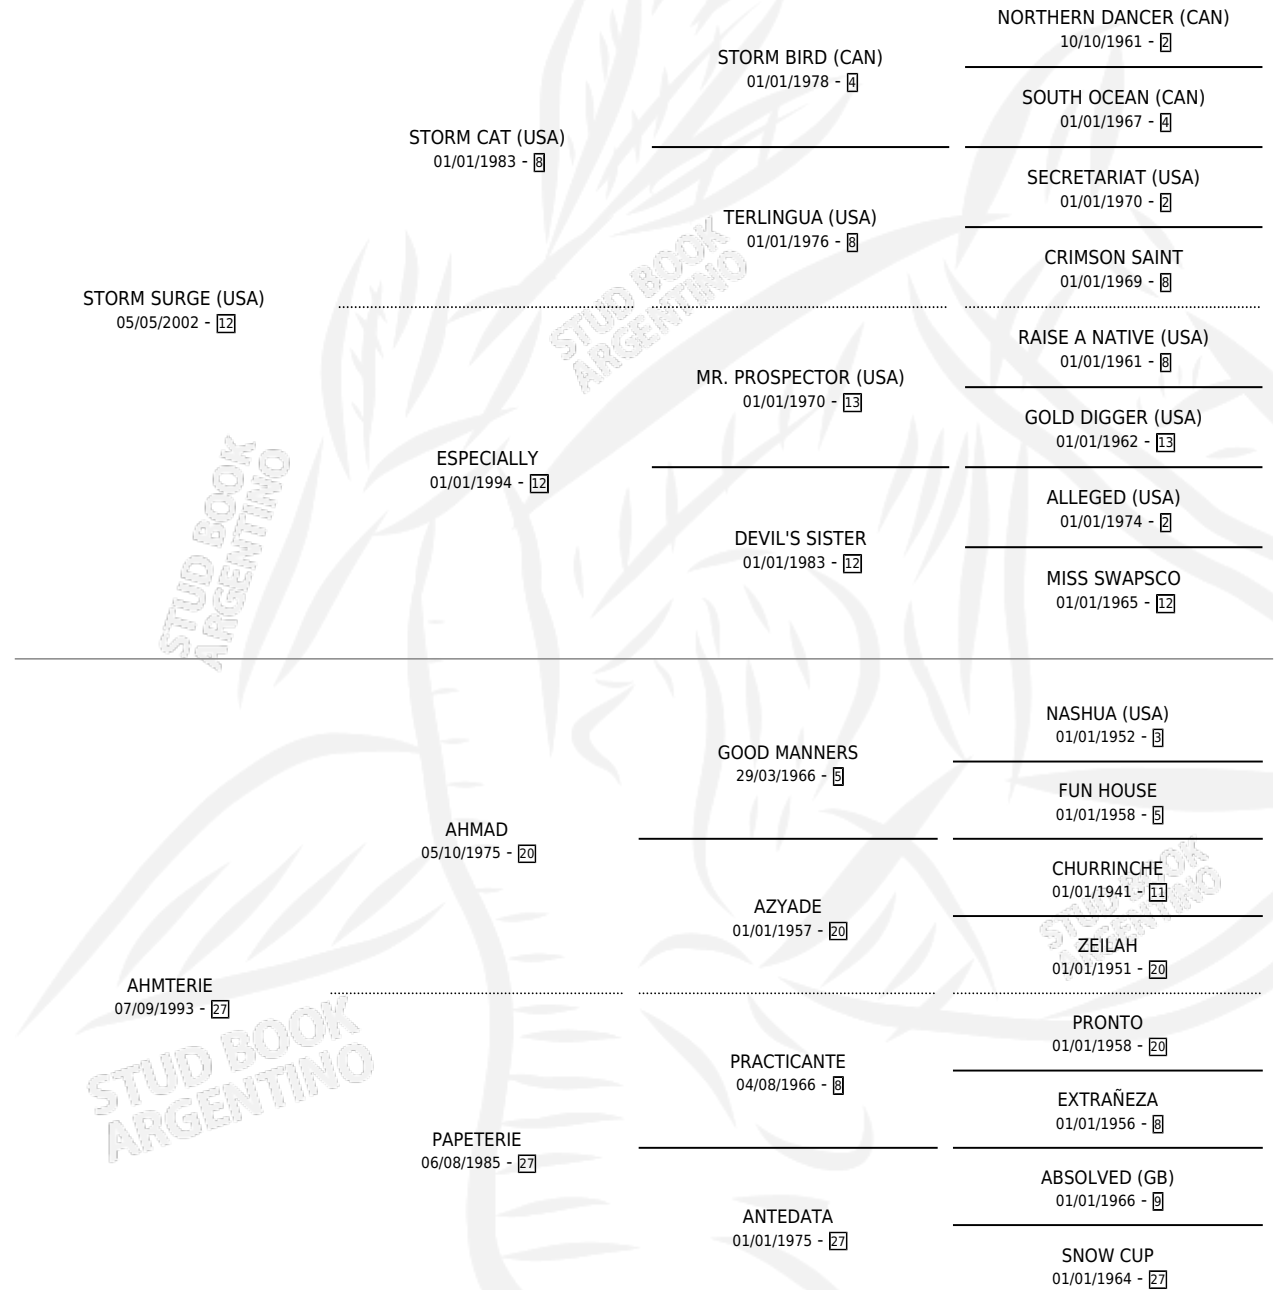 NORTHERN DANCER (CAN)
10/10/1961 - 2
STORM BIRD (CAN)
01/01/1978 - 4
SOUTH OCEAN (CAN)
01/01/1967 - 4
STORM CAT (USA)
01/01/1983 - 8
SECRETARIAT (USA)
01/01/1970 - 2
TERLINGUA (USA)
01/01/1976 - 8
CRIMSON SAINT
01/01/1969 - 8
STORM SURGE (USA)
05/05/2002 - 12
RAISE A NATIVE (USA)
01/01/1961 - 8
MR. PROSPECTOR (USA)
01/01/1970 - 13
GOLD DIGGER (USA)
01/01/1962 - 13
ESPECIALLY
01/01/1994 - 12
ALLEGED (USA)
01/01/1974 - 2
DEVIL'S SISTER
01/01/1983 - 12
MISS SWAPSCO
01/01/1965 - 12
NASHUA (USA)
01/01/1952 - 3
GOOD MANNERS
29/03/1966 - 5
FUN HOUSE
01/01/1958 - 5
AHMAD
05/10/1975 - 20
CHURRINCHE
01/01/1941 - 11
AZYADE
01/01/1957 - 20
ZEILAH
01/01/1951 - 20
AHMTERIE
07/09/1993 - 27
PRONTO
01/01/1958 - 20
PRACTICANTE
04/08/1966 - 8
EXTRAÑEZA
01/01/1956 - 8
PAPETERIE
06/08/1985 - 27
ABSOLVED (GB)
01/01/1966 - 9
ANTEDATA
01/01/1975 - 27
SNOW CUP
01/01/1964 - 27
STUD BOOK
ARGENTINO
STUD BOOK
ARGENTINO
STUD BOOK
ARGENTINO
STUD BOOK
ARGENTINO